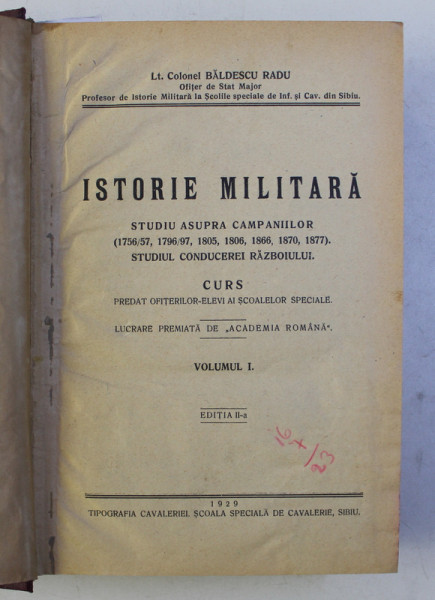 Lt. Colonel BĂLDESCU RADU
Ofițer de Stat Major
Profesor de Istorie Militară la Școlile speciale de Inf. și Cav. din Sibiu.
ISTORIE MILITARĂ
STUDIU ASUPRA CAMPANIILOR
(1756/57, 1796/97, 1805, 1806, 1866, 1870, 1877).
STUDIUL CONDUCEREI RĂZBOIULUI.
CURS
PREDAT OFIȚERILOR-ELEVI AI ȘCOALELOR SPECIALE.
LUCRARE PREMIATĂ DE „ACADEMIA ROMÂNĂ“.
VOLUMUL I.
EDIȚIA II-a
16
+/23
1929
TIPOGRAFIA CAVALERIEI, ȘCOALA SPECIALĂ DE CAVALERIE, SIBIU.